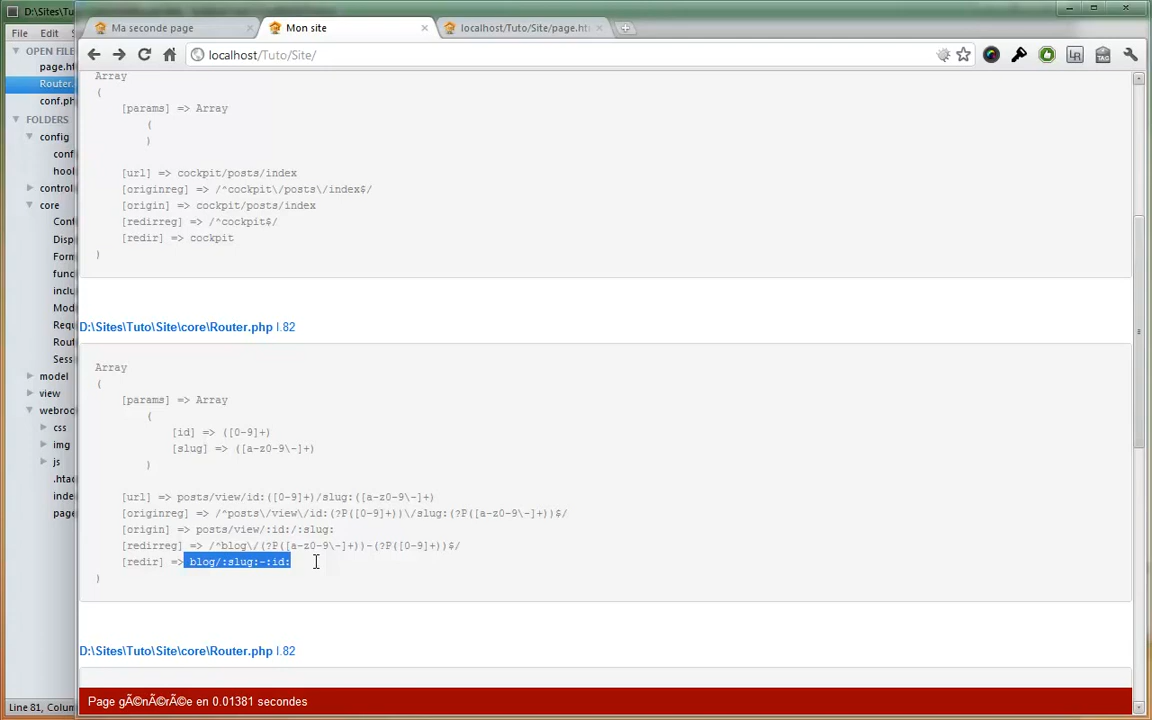 D:\Sites\Tuto\S
File Edit
OPEN FILE
page.ht
Router.
conf.ph
FOLDERS
config
conf
hool
control
core
Conf
Disp
Form
func
inclu
Mod
Requ
Rout
Sess
model
view
webroo
css
img
js
.hta
inde
page
Line 81, Colum
Ma seconde page
Mon site
localhost/Tuto/Site/page.ht
localhost/Tuto/Site/
Array
(
[params] => Array
(
)
[url] => cockpit/posts/index
[originreg] => /^cockpit\/posts\/index$/
[origin] => cockpit/posts/index
[redirreg] => /^cockpit$/
[redir] => cockpit
)
D:\Sites\Tuto\Site\core\Router.php l.82
Array
(
[params] => Array
(
[id] => ([0-9]+)
[slug] => ([a-z0-9\-]+)
)
[url] => posts/view/id:([0-9]+)/slug:([a-z0-9\-]+)
[originreg] => /^posts\/view\/id:(?P([0-9]+))\/slug:(?P([a-z0-9\-]+))$/
[origin] => posts/view/:id:/:slug:
[redirreg] => /^blog\/(?P([a-z0-9\-]+))-(?P([0-9]+))$/
[redir] => blog/:slug:-:id:
)
D:\Sites\Tuto\Site\core\Router.php l.82
Page gÃ©nÃ©rÃ©e en 0.01381 secondes